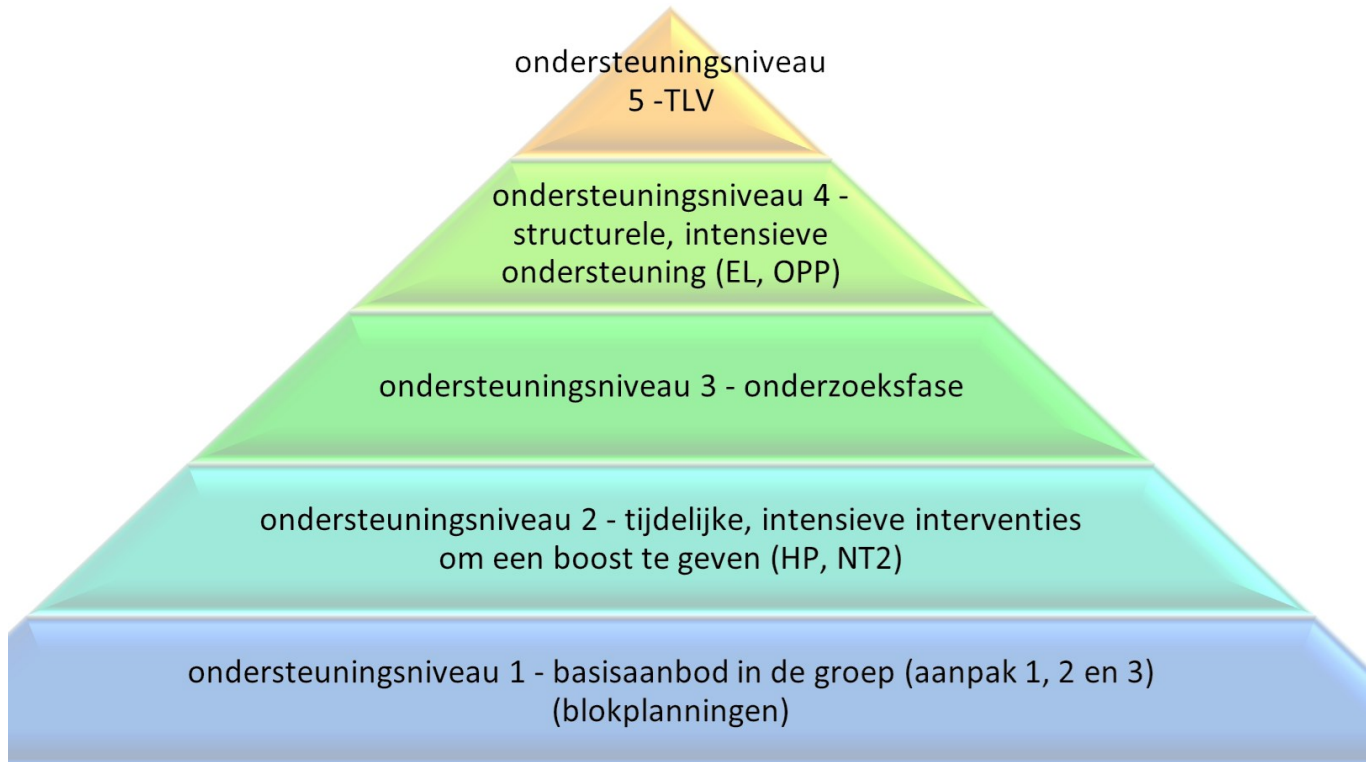 ondersteuningsniveau
5 -TLV
ondersteuningsniveau 4 -
structurele, intensieve
ondersteuning (EL, OPP)
ondersteuningsniveau 3 - onderzoeksfase
ondersteuningsniveau 2 - tijdelijke, intensieve interventies
om een boost te geven (HP, NT2)
ondersteuningsniveau 1 - basisaanbod in de groep (aanpak 1, 2 en 3)
(blokplanningen)